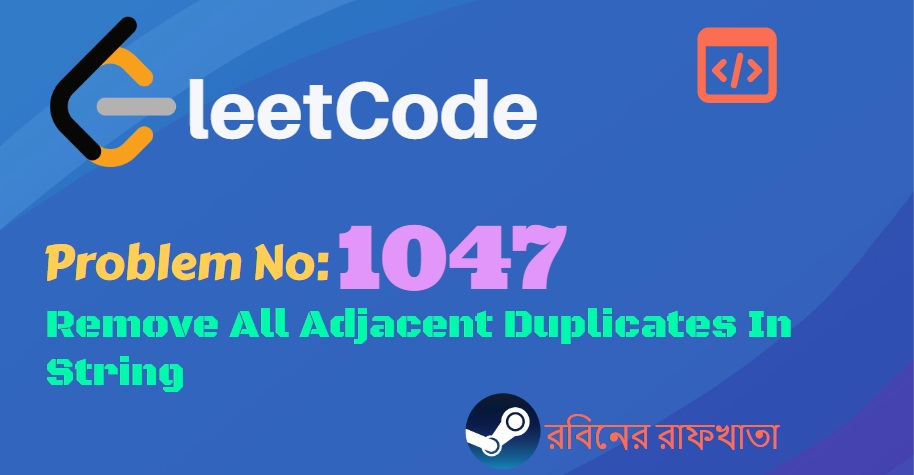 leetCode
Problem No: 1047
Remove All Adjacent Duplicates In
String
রবিনের রাফখাতা